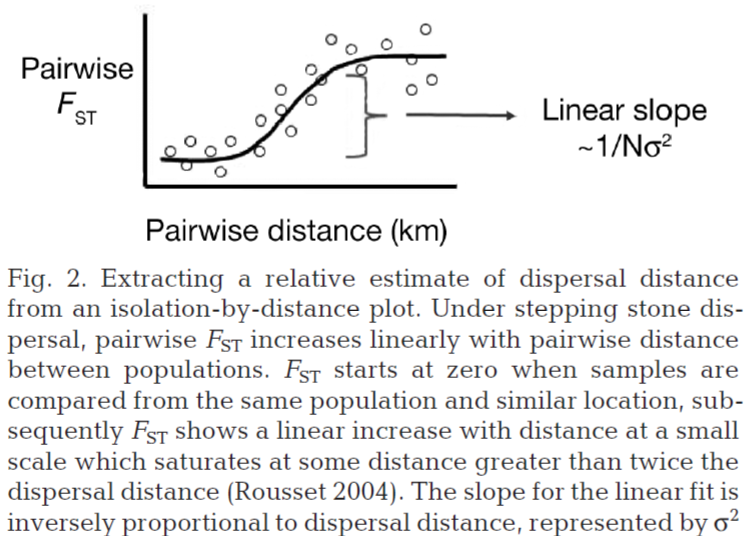 Pairwise
F_ST
Linear slope
~1/Nσ²
Pairwise distance (km)
Fig. 2. Extracting a relative estimate of dispersal distance
from an isolation-by-distance plot. Under stepping stone dis-
persal, pairwise F_ST increases linearly with pairwise distance
between populations. F_ST starts at zero when samples are
compared from the same population and similar location, sub-
sequently F_ST shows a linear increase with distance at a small
scale which saturates at some distance greater than twice the
dispersal distance (Rousset 2004). The slope for the linear fit is
inversely proportional to dispersal distance, represented by σ²